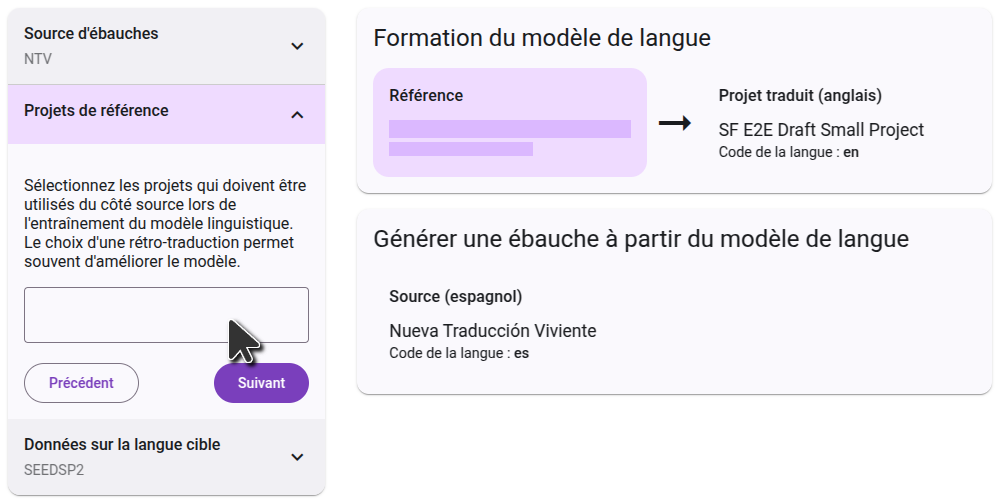 Source d'ébauches
NTV
Projets de référence
Sélectionnez les projets qui doivent être
utilisés du côté source lors de
l'entraînement du modèle linguistique.
Le choix d'une rétro-traduction permet
souvent d'améliorer le modèle.
Précédent
Suivant
Données sur la langue cible
SEEDSP2
Formation du modèle de langue
Référence
Projet traduit (anglais)
SF E2E Draft Small Project
Code de la langue : en
Générer une ébauche à partir du modèle de langue
Source (espagnol)
Nueva Traducción Viviente
Code de la langue : es